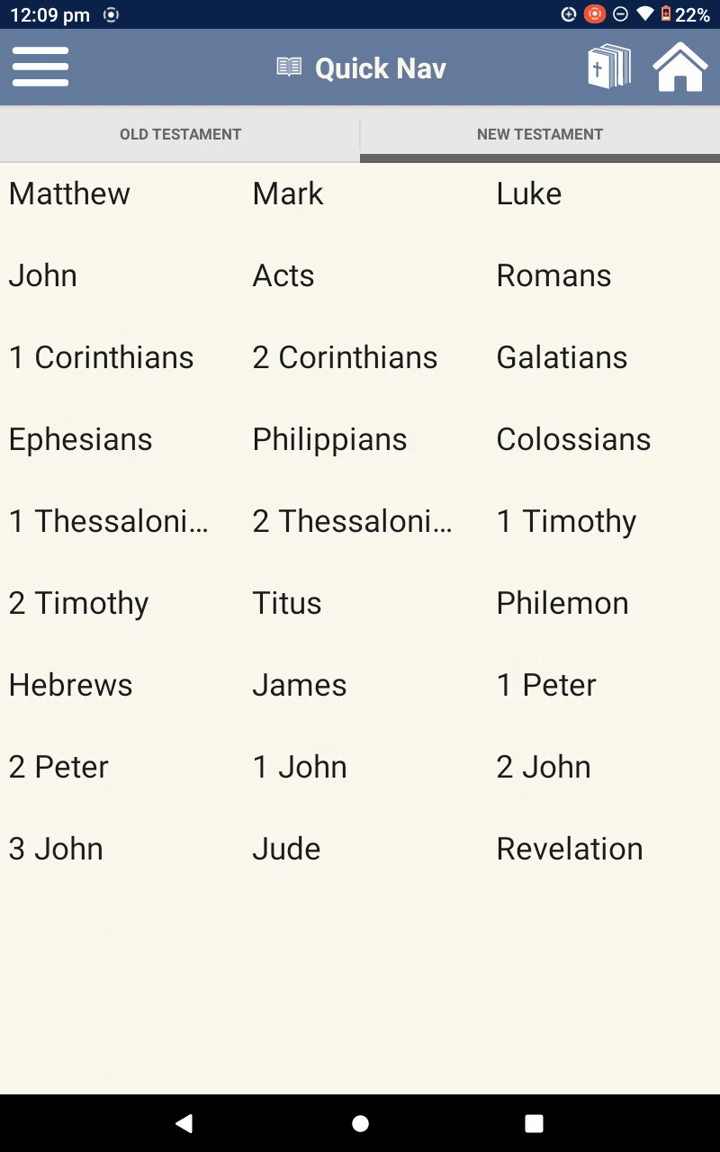 12:09 pm 22%
Quick Nav
OLD TESTAMENT NEW TESTAMENT
Matthew Mark Luke
John Acts Romans
1 Corinthians 2 Corinthians Galatians
Ephesians Philippians Colossians
1 Thessaloni... 2 Thessaloni... 1 Timothy
2 Timothy Titus Philemon
Hebrews James 1 Peter
2 Peter 1 John 2 John
3 John Jude Revelation